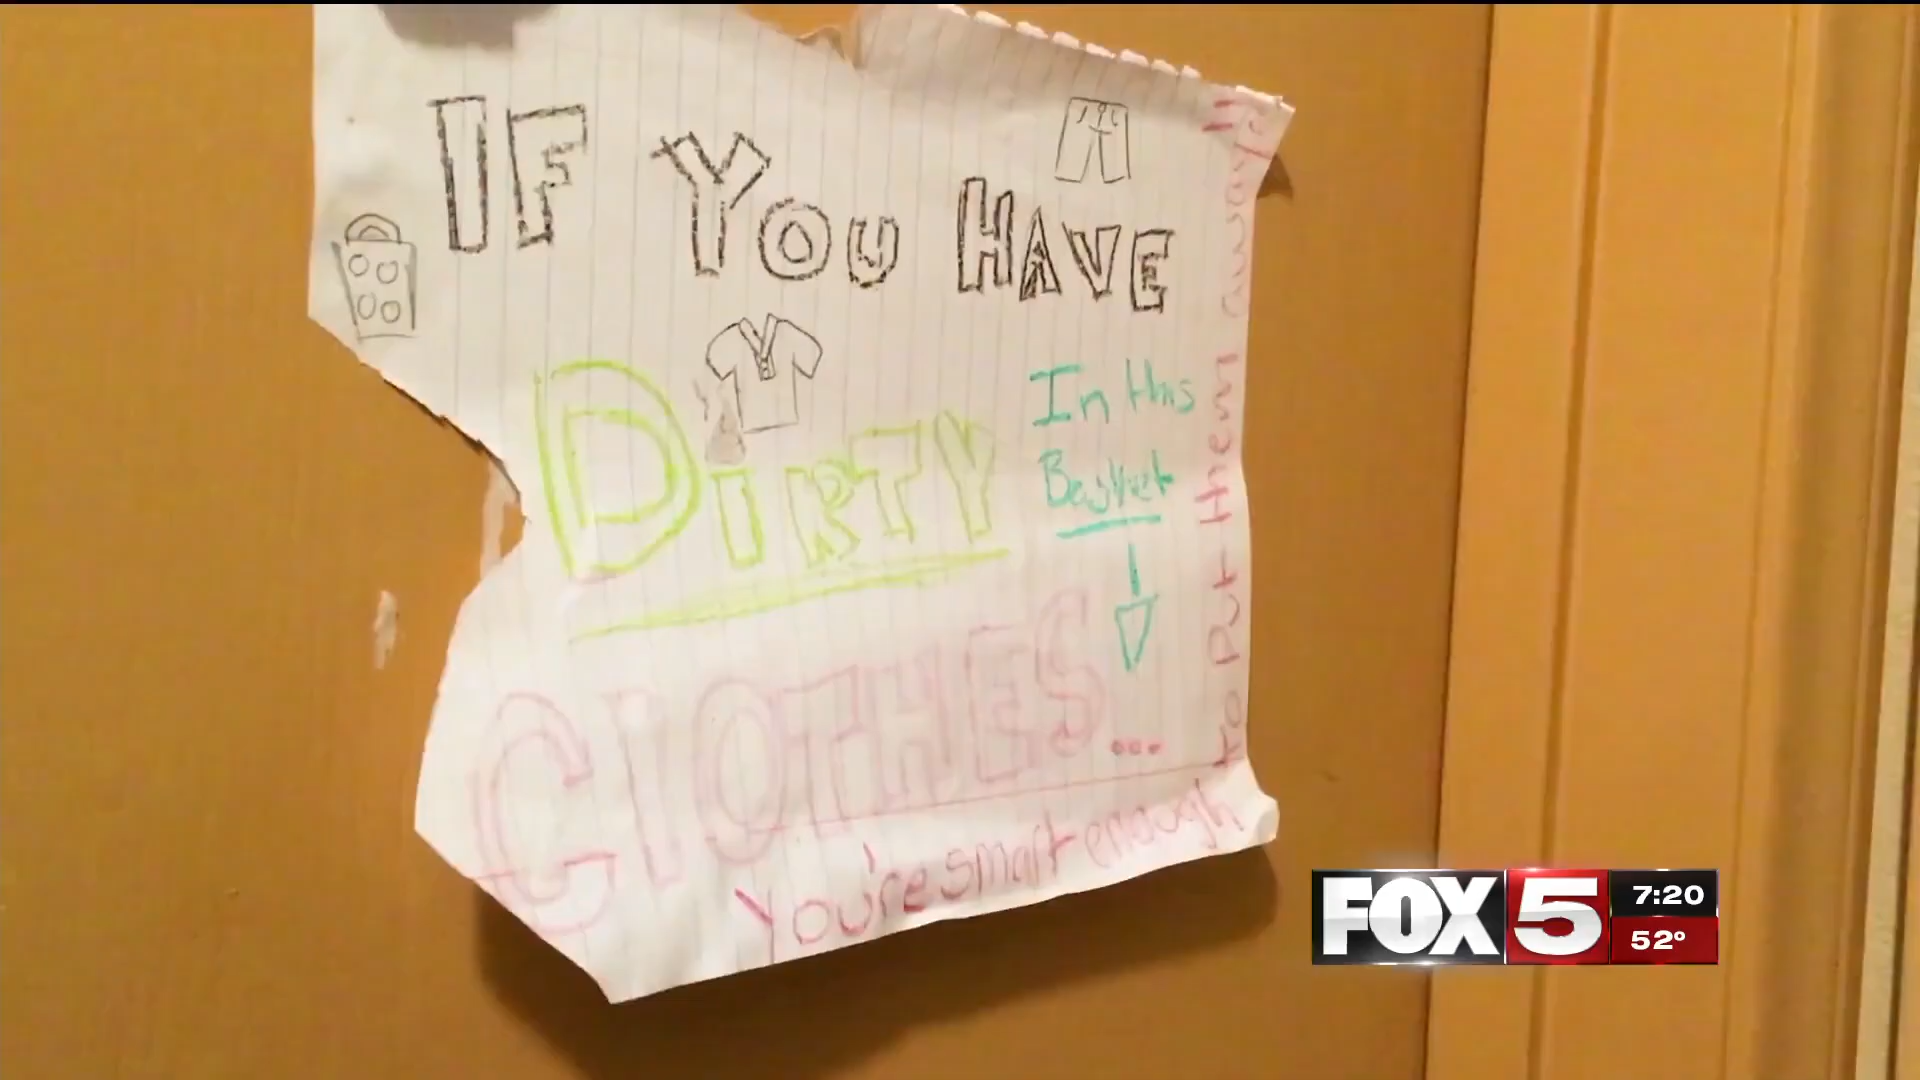 IF YOU HAVE
DIRTY
In this
Basket
CLOTHES...
You're smart enough
to put them away!!
FOX 5
7:20
52°